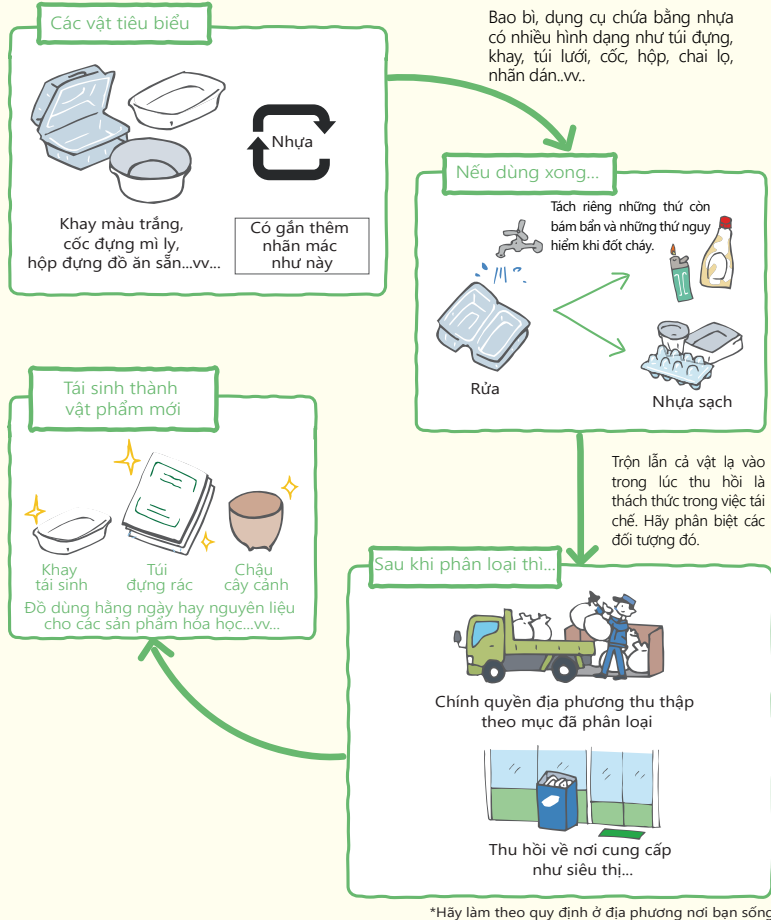 Các vật tiêu biểu
Nhựa
Khay màu trắng,
cốc đựng mì ly,
hộp đựng đồ ăn sẵn...vv...
Có gắn thêm
nhãn mác
như này
Bao bì, dụng cụ chứa bằng nhựa
có nhiều hình dạng như túi đựng,
khay, túi lưới, cốc, hộp, chai lọ,
nhãn dán..vv..
Nếu dùng xong...
Tách riêng những thứ còn
bám bẩn và những thứ nguy
hiểm khi đốt cháy.
Rửa
Nhựa sạch
Trộn lẫn cả vật lạ vào
trong lúc thu hồi là
thách thức trong việc tái
chế. Hãy phân biệt các
đối tượng đó.
Sau khi phân loại thì...
Chính quyền địa phương thu thập
theo mục đã phân loại
Thu hồi về nơi cung cấp
như siêu thị...
Tái sinh thành
vật phẩm mới
Khay
tái sinh
Túi
đựng rác
Chậu
cây cảnh
Đồ dùng hằng ngày hay nguyên liệu
cho các sản phẩm hóa học...vv...
*Hãy làm theo quy định ở địa phương nơi bạn sống